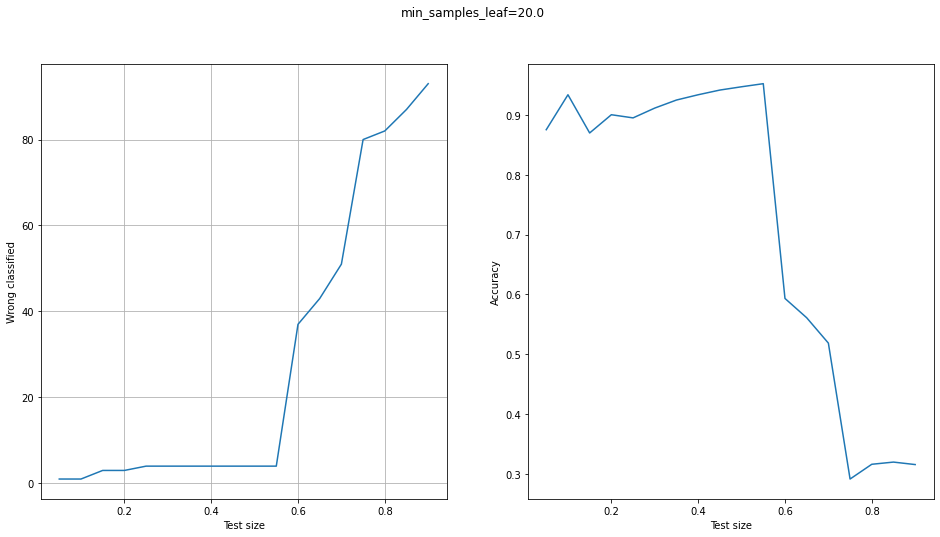 min_samples_leaf=20.0
Wrong classified
80
60
40
20
0
0.2 0.4 0.6 0.8
Test size
Accuracy
0.9
0.8
0.7
0.6
0.5
0.4
0.3
0.2 0.4 0.6 0.8
Test size